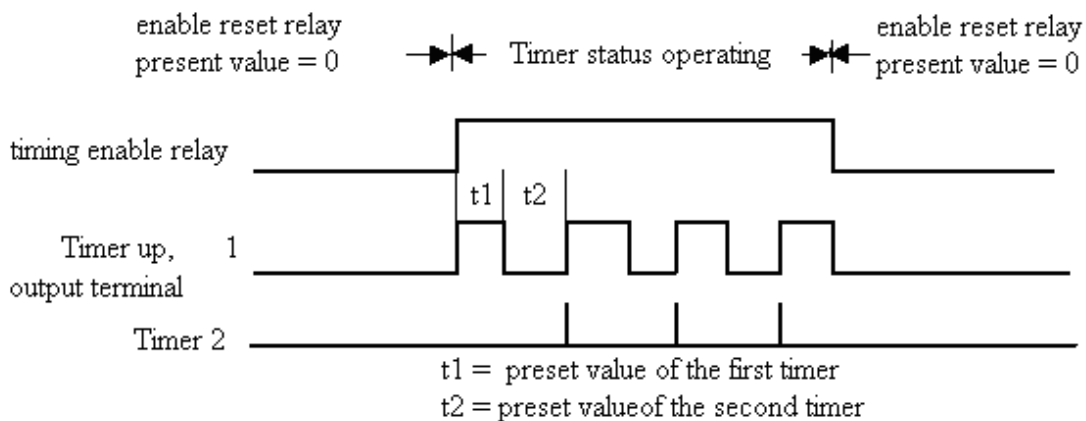 enable reset relay
present value = 0
Timer status operating
enable reset relay
present value = 0
timing enable relay
t1 t2
Timer up, 1
output terminal
Timer 2
t1 = preset value of the first timer
t2 = preset valueof the second timer